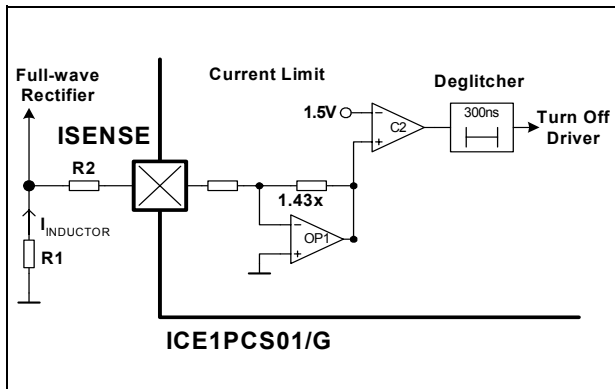 Full-wave
Rectifier
Current Limit
Deglitcher
ISENSE
1.5V
C2
300ns
Turn Off
Driver
R2
1.43x
IINDUCTOR
OP1
R1
ICE1PCS01/G